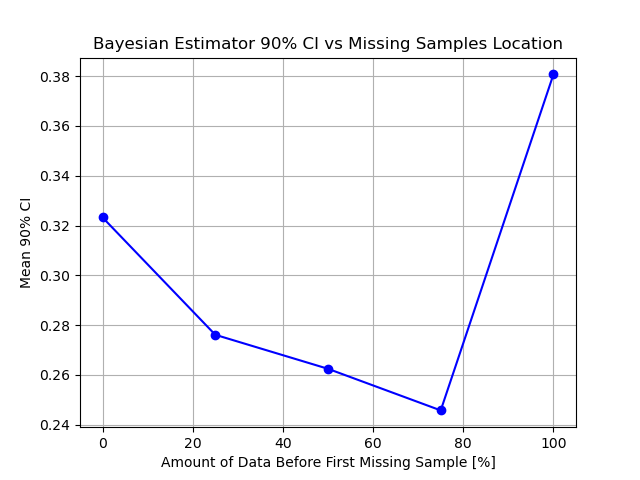 Bayesian Estimator 90% CI vs Missing Samples Location
0.38
0.36
0.34
0.32
0.30
0.28
0.26
0.24
Mean 90% CI
0 20 40 60 80 100
Amount of Data Before First Missing Sample [%]